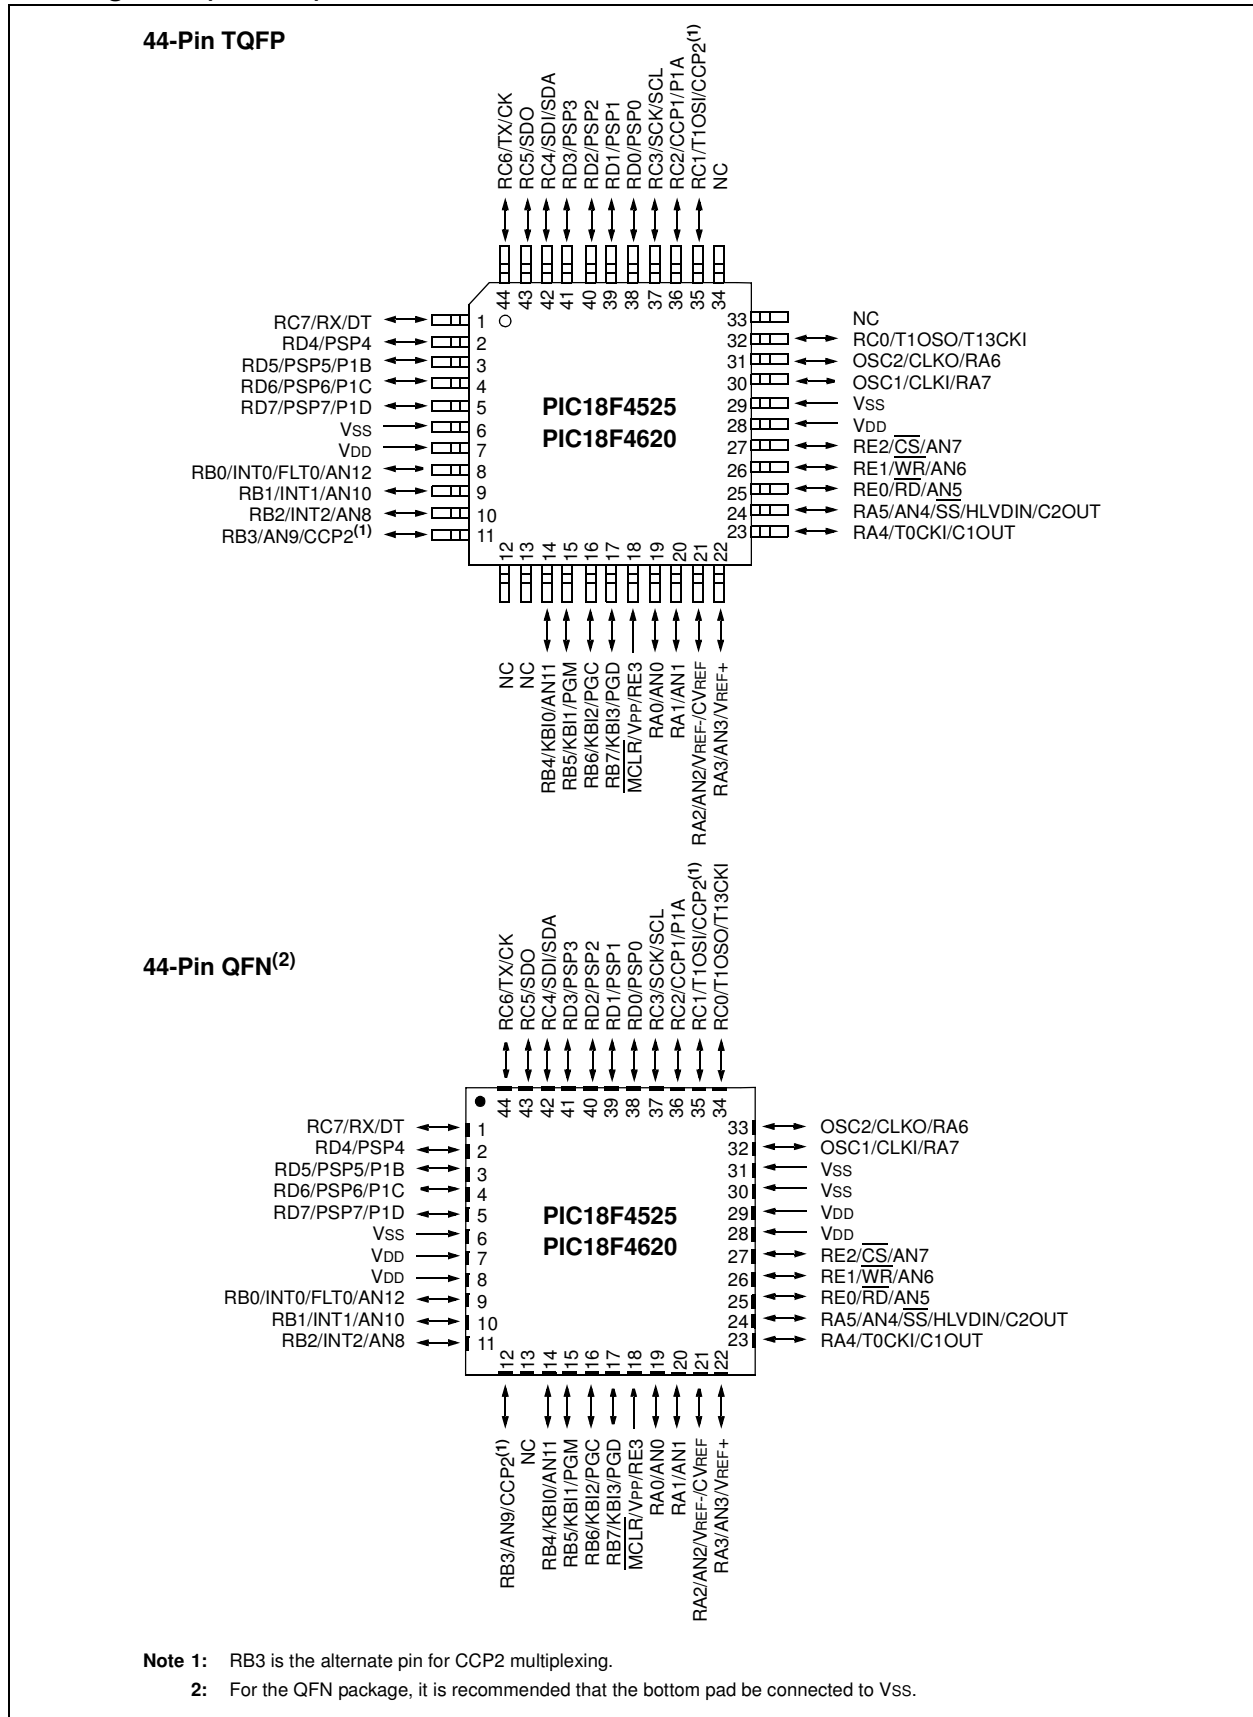 44-Pin TQFP
RC6/TX/CK
RC5/SDO
RC4/SDI/SDA
RD3/PSP3
RD2/PSP2
RD1/PSP1
RD0/PSP0
RC3/SCK/SCL
RC2/CCP1/P1A
RC1/T1OSI/CCP2(1)
NC
44
43
42
41
40
39
38
37
36
35
34
RC7/RX/DT 1
RD4/PSP4 2
RD5/PSP5/P1B 3
RD6/PSP6/P1C 4
RD7/PSP7/P1D 5
VSS 6
VDD 7
RB0/INT0/FLT0/AN12 8
RB1/INT1/AN10 9
RB2/INT2/AN8 10
RB3/AN9/CCP2(1) 11
PIC18F4525
PIC18F4620
33 NC
32 RC0/T1OSO/T13CKI
31 OSC2/CLKO/RA6
30 OSC1/CLKI/RA7
29 VSS
28 VDD
27 RE2/CS/AN7
26 RE1/WR/AN6
25 RE0/RD/AN5
24 RA5/AN4/SS/HLVDIN/C2OUT
23 RA4/T0CKI/C1OUT
12
13
14
15
16
17
18
19
20
21
22
NC
NC
RB4/KBI0/AN11
RB5/KBI1/PGM
RB6/KBI2/PGC
RB7/KBI3/PGD
MCLR/VPP/RE3
RA0/AN0
RA1/AN1
RA2/AN2/VREF-/CVREF
RA3/AN3/VREF+
44-Pin QFN(2)
RC6/TX/CK
RC5/SDO
RC4/SDI/SDA
RD3/PSP3
RD2/PSP2
RD1/PSP1
RD0/PSP0
RC3/SCK/SCL
RC2/CCP1/P1A
RC1/T1OSI/CCP2(1)
RC0/T1OSO/T13CKI
44
43
42
41
40
39
38
37
36
35
34
RC7/RX/DT 1
RD4/PSP4 2
RD5/PSP5/P1B 3
RD6/PSP6/P1C 4
RD7/PSP7/P1D 5
VSS 6
VDD 7
VDD 8
RB0/INT0/FLT0/AN12 9
RB1/INT1/AN10 10
RB2/INT2/AN8 11
PIC18F4525
PIC18F4620
33 OSC2/CLKO/RA6
32 OSC1/CLKI/RA7
31 VSS
30 VSS
29 VDD
28 VDD
27 RE2/CS/AN7
26 RE1/WR/AN6
25 RE0/RD/AN5
24 RA5/AN4/SS/HLVDIN/C2OUT
23 RA4/T0CKI/C1OUT
12
13
14
15
16
17
18
19
20
21
22
RB3/AN9/CCP2(1)
NC
RB4/KBI0/AN11
RB5/KBI1/PGM
RB6/KBI2/PGC
RB7/KBI3/PGD
MCLR/VPP/RE3
RA0/AN0
RA1/AN1
RA2/AN2/VREF-/CVREF
RA3/AN3/VREF+
Note 1: RB3 is the alternate pin for CCP2 multiplexing.
2: For the QFN package, it is recommended that the bottom pad be connected to VSS.